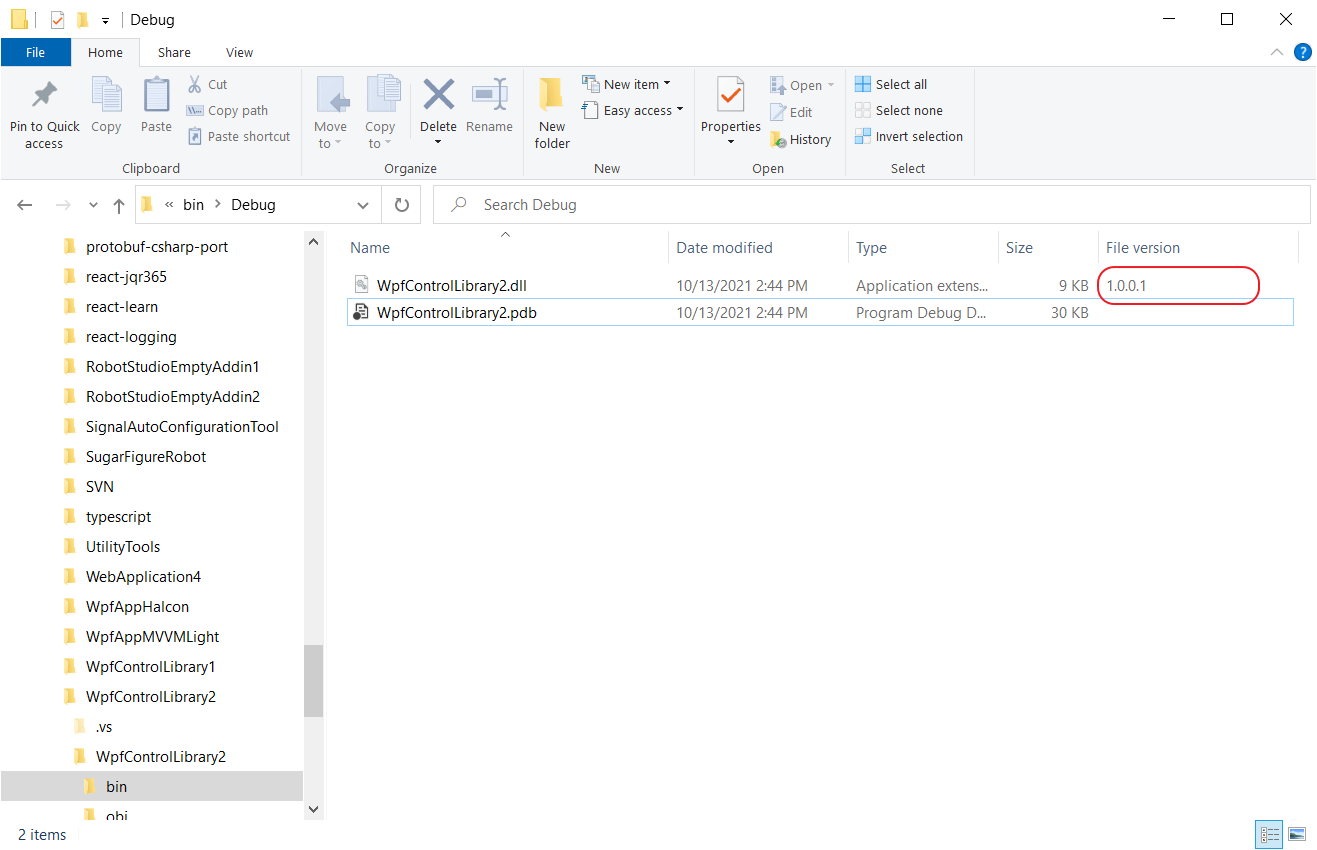 Debug
File Home Share View
Pin to Quick access
Copy
Paste
Cut
Copy path
Paste shortcut
Clipboard
Move to
Copy to
Delete
Rename
Organize
New folder
New item
Easy access
New
Properties
Open
Edit
History
Open
Select all
Select none
Invert selection
Select
« bin > Debug
Search Debug
protobuf-csharp-port
react-jqr365
react-learn
react-logging
RobotStudioEmptyAddin1
RobotStudioEmptyAddin2
SignalAutoConfigurationTool
SugarFigureRobot
SVN
typescript
UtilityTools
WebApplication4
WpfAppHalcon
WpfAppMVVMLight
WpfControlLibrary1
WpfControlLibrary2
.vs
WpfControlLibrary2
bin
obj
Name Date modified Type Size File version
WpfControlLibrary2.dll 10/13/2021 2:44 PM Application extens... 9 KB 1.0.0.1
WpfControlLibrary2.pdb 10/13/2021 2:44 PM Program Debug D... 30 KB
2 items